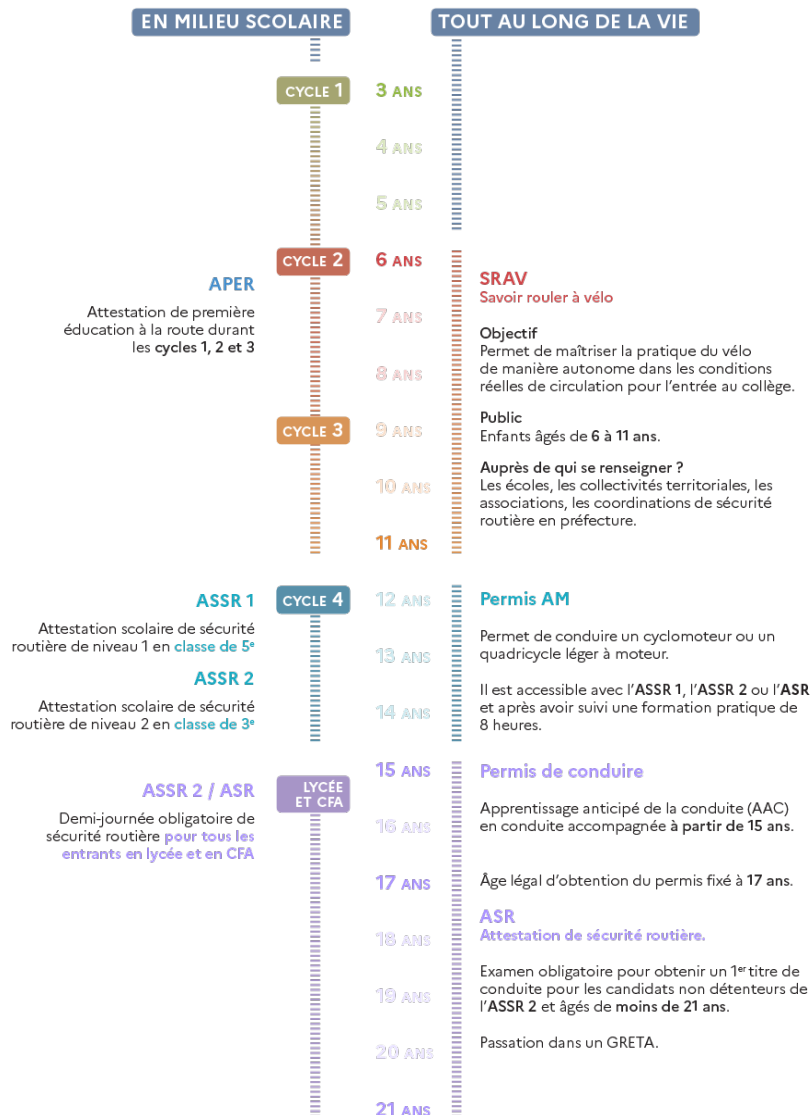 EN MILIEU SCOLAIRE
TOUT AU LONG DE LA VIE
CYCLE 1
3 ANS
4 ANS
5 ANS
CYCLE 2
6 ANS
APER
Attestation de première
éducation à la route durant
les cycles 1, 2 et 3
SRAV
Savoir rouler à vélo
7 ANS
Objectif
Permet de maîtriser la pratique du vélo
de manière autonome dans les conditions
réelles de circulation pour l'entrée au collège.
8 ANS
CYCLE 3
9 ANS
Public
Enfants âgés de 6 à 11 ans.
10 ANS
Auprès de qui se renseigner ?
Les écoles, les collectivités territoriales, les
associations, les coordinations de sécurité
routière en préfecture.
11 ANS
ASSR 1
CYCLE 4
12 ANS
Permis AM
Attestation scolaire de sécurité
routière de niveau 1 en classe de 5e
13 ANS
Permet de conduire un cyclomoteur ou un
quadricycle léger à moteur.
ASSR 2
Attestation scolaire de sécurité
routière de niveau 2 en classe de 3e
14 ANS
Il est accessible avec l'ASSR 1, l'ASSR 2 ou l'ASR
et après avoir suivi une formation pratique de
8 heures.
15 ANS
Permis de conduire
ASSR 2 / ASR
LYCÉE
ET CFA
Demi-journée obligatoire de
sécurité routière pour tous les
entrants en lycée et en CFA
16 ANS
Apprentissage anticipé de la conduite (AAC)
en conduite accompagnée à partir de 15 ans.
17 ANS
Âge légal d'obtention du permis fixé à 17 ans.
ASR
Attestation de sécurité routière.
18 ANS
Examen obligatoire pour obtenir un 1er titre de
conduite pour les candidats non détenteurs de
l'ASSR 2 et âgés de moins de 21 ans.
19 ANS
20 ANS
Passation dans un GRETA.
21 ANS